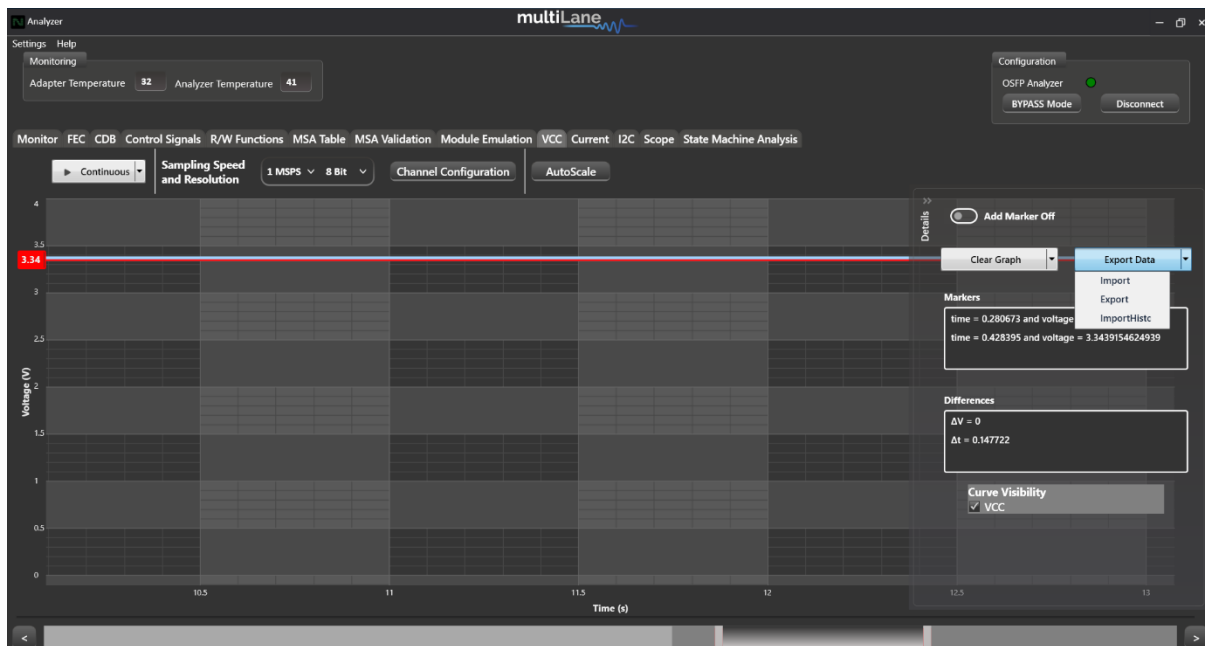 Analyzer
multiLane
Settings Help
Monitoring
Adapter Temperature 32 Analyzer Temperature 41
Configuration
OSFP Analyzer
BYPASS Mode Disconnect
Monitor FEC CDB Control Signals R/W Functions MSA Table MSA Validation Module Emulation VCC Current I2C Scope State Machine Analysis
Continuous
Sampling Speed
and Resolution
1 MSPS 8 Bit
Channel Configuration
AutoScale
4
3.5
3.34
3
2.5
2
1.5
1
0.5
0
Voltage (V)
10.5 11 11.5 12 12.5 13
Time (s)
>>
Details
Add Marker Off
Clear Graph
Export Data
Import
Export
ImportHistc
Markers
time = 0.280673 and voltage
time = 0.428395 and voltage = 3.3439154624939
Differences
ΔV = 0
Δt = 0.147722
Curve Visibility
VCC
< >